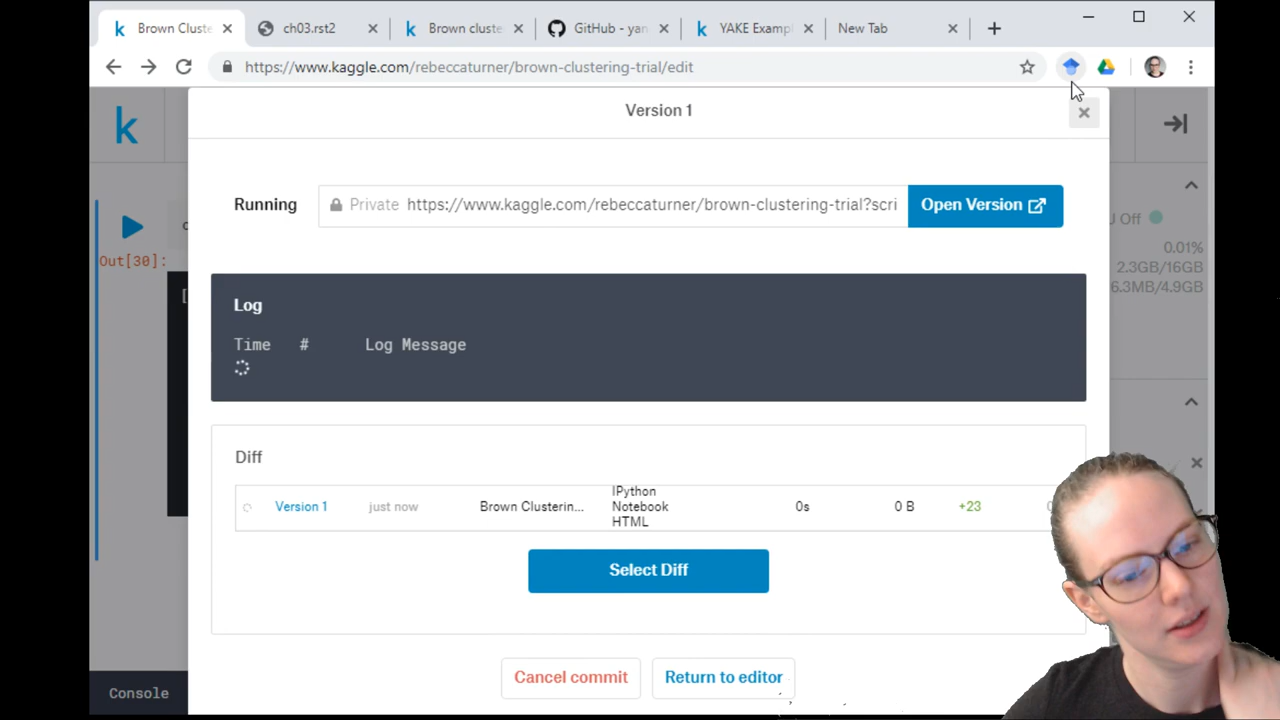 Brown Cluste
ch03.rst2
Brown cluste
GitHub - yan
YAKE Exampl
New Tab
https://www.kaggle.com/rebeccaturner/brown-clustering-trial/edit
k
Version 1
Running
Private https://www.kaggle.com/rebeccaturner/brown-clustering-trial?scri
Open Version
U Off
Out[30]:
0.01%
2.3GB/16GB
6.3MB/4.9GB
[
Log
Time # Log Message
Diff
Version 1
just now
Brown Clusterin...
IPython
Notebook
HTML
0s
0 B
+23
Select Diff
Cancel commit
Return to editor
Console